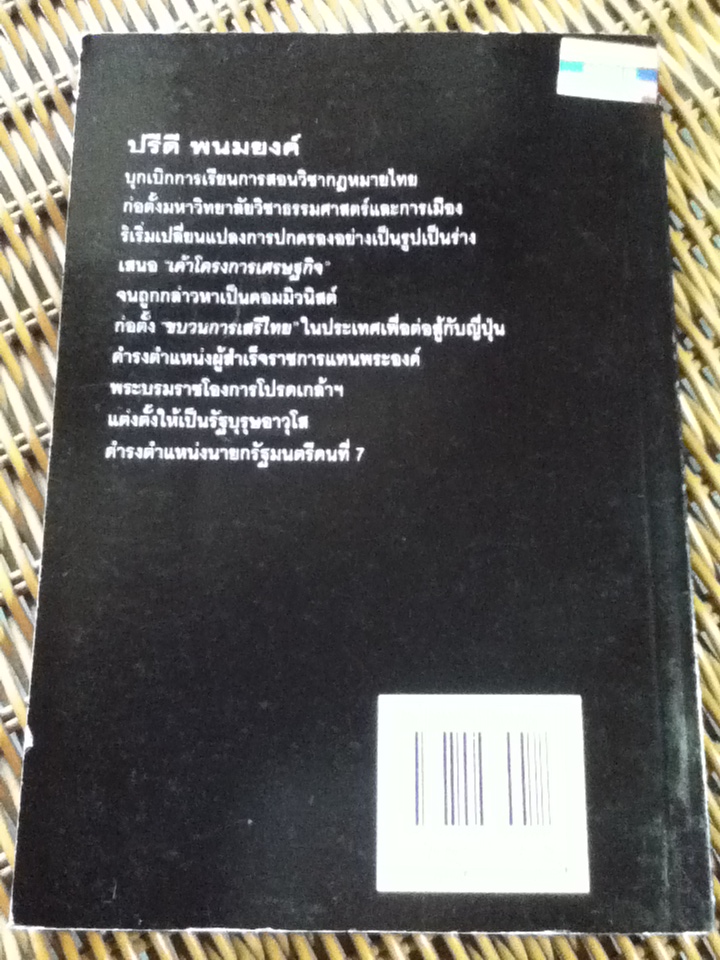 ปรีดี พนมยงค์
บุกเบิกการเรียนการสอนวิชากฎหมายไทย
ก่อตั้งมหาวิทยาลัยวิชาธรรมศาสตร์และการเมือง
ริเริ่มเปลี่ยนแปลงการปกครองอย่างเป็นรูปเป็นร่าง
เสนอ "เค้าโครงการเศรษฐกิจ"
จนถูกกล่าวหาเป็นคอมมิวนิสต์
ก่อตั้ง "ขบวนการเสรีไทย" ในประเทศเพื่อต่อสู้กับญี่ปุ่น
ดำรงตำแหน่งผู้สำเร็จราชการแทนพระองค์
พระบรมราชโองการโปรดเกล้าฯ
แต่งตั้งให้เป็นรัฐบุรุษอาวุโส
ดำรงตำแหน่งนายกรัฐมนตรีคนที่ 7